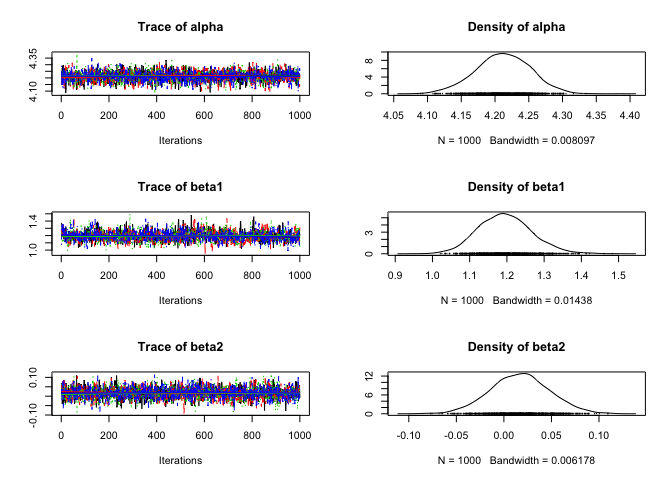 Trace of alpha
4.10 4.35
0 200 400 600 800 1000
Iterations
Density of alpha
0 4 8
4.05 4.10 4.15 4.20 4.25 4.30 4.35 4.40
N = 1000 Bandwidth = 0.008097
Trace of beta1
1.0 1.4
0 200 400 600 800 1000
Iterations
Density of beta1
0 3
0.9 1.0 1.1 1.2 1.3 1.4 1.5
N = 1000 Bandwidth = 0.01438
Trace of beta2
-0.10 0.10
0 200 400 600 800 1000
Iterations
Density of beta2
0 4 8 12
-0.10 -0.05 0.00 0.05 0.10
N = 1000 Bandwidth = 0.006178